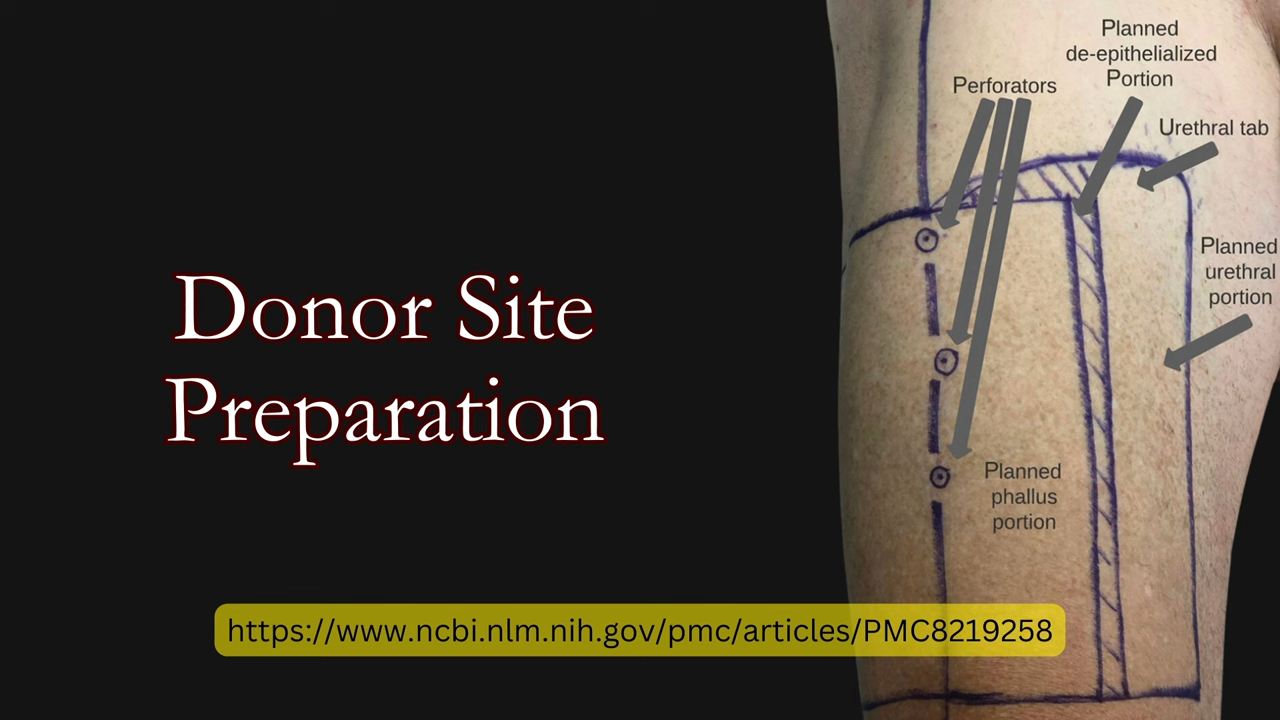 Donor Site
Preparation
Planned
de-epithelialized
Portion
Perforators
Urethral tab
Planned
urethral
portion
Planned
phallus
portion
https://www.ncbi.nlm.nih.gov/pmc/articles/PMC8219258